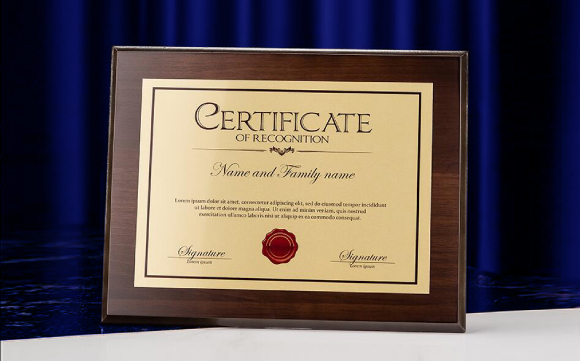 CERTIFICATE
OF RECOGNITION
Name and Family name
Lorem ipsum dolor sit amet, consectetur adipiscing elit, sed do eiusmod tempor incididunt
ut labore et dolore magna aliqua. Ut enim ad minim veniam, quis nostrud
exercitation ullamco laboris nisi ut aliquip ex ea commodo consequat.
Signature Signature
Lorem ipsum Lorem ipsum